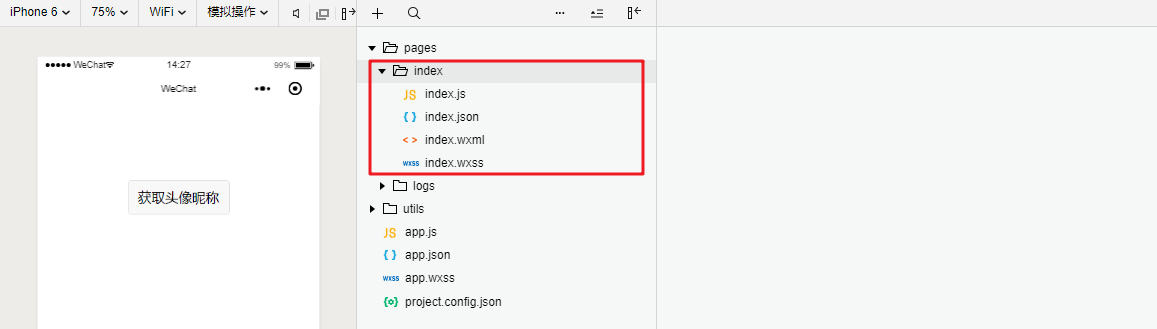 iPhone 6 75% WiFi 模拟操作
WeChat 14:27 99%
WeChat
获取头像昵称
pages
index
JS index.js
{ } index.json
< > index.wxml
wxss index.wxss
logs
utils
JS app.js
{ } app.json
wxss app.wxss
{o} project.config.json